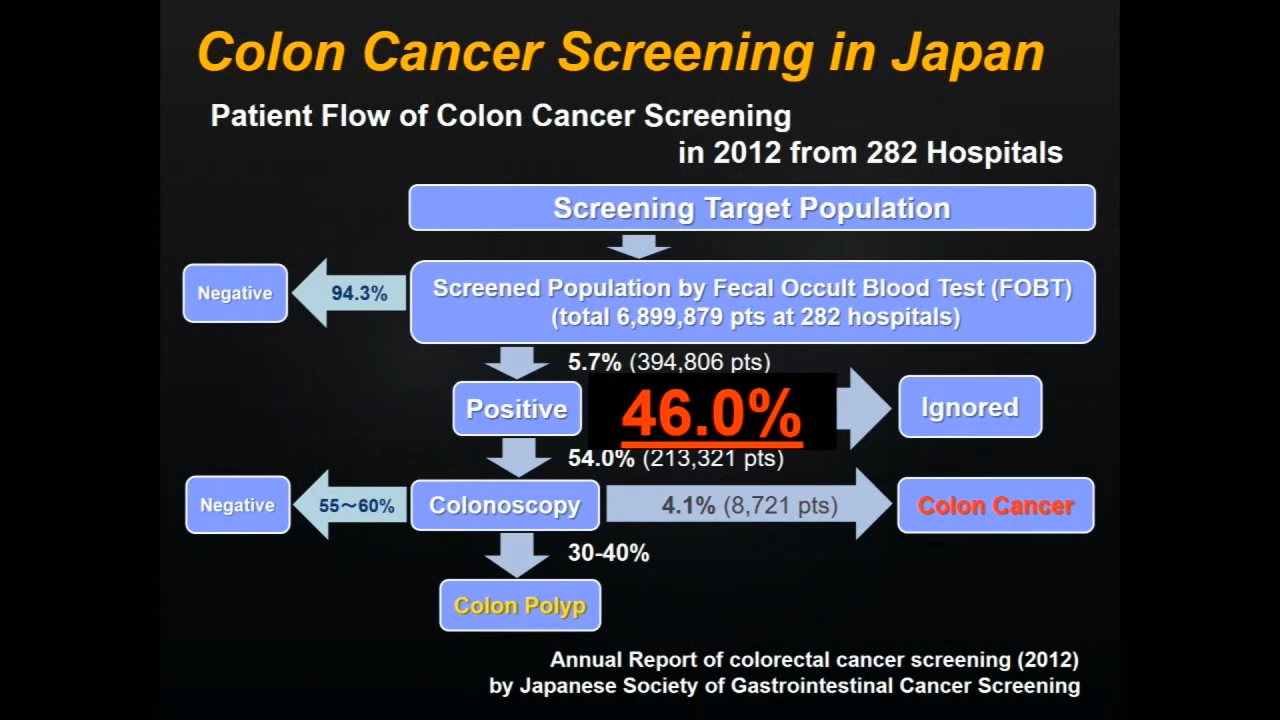 Colon Cancer Screening in Japan
Patient Flow of Colon Cancer Screening
in 2012 from 282 Hospitals
Screening Target Population
Negative
94.3%
Screened Population by Fecal Occult Blood Test (FOBT)
(total 6,899,879 pts at 282 hospitals)
5.7% (394,806 pts)
Positive
46.0%
Ignored
54.0% (213,321 pts)
Negative
55～60%
Colonoscopy
4.1% (8,721 pts)
Colon Cancer
30-40%
Colon Polyp
Annual Report of colorectal cancer screening (2012)
by Japanese Society of Gastrointestinal Cancer Screening